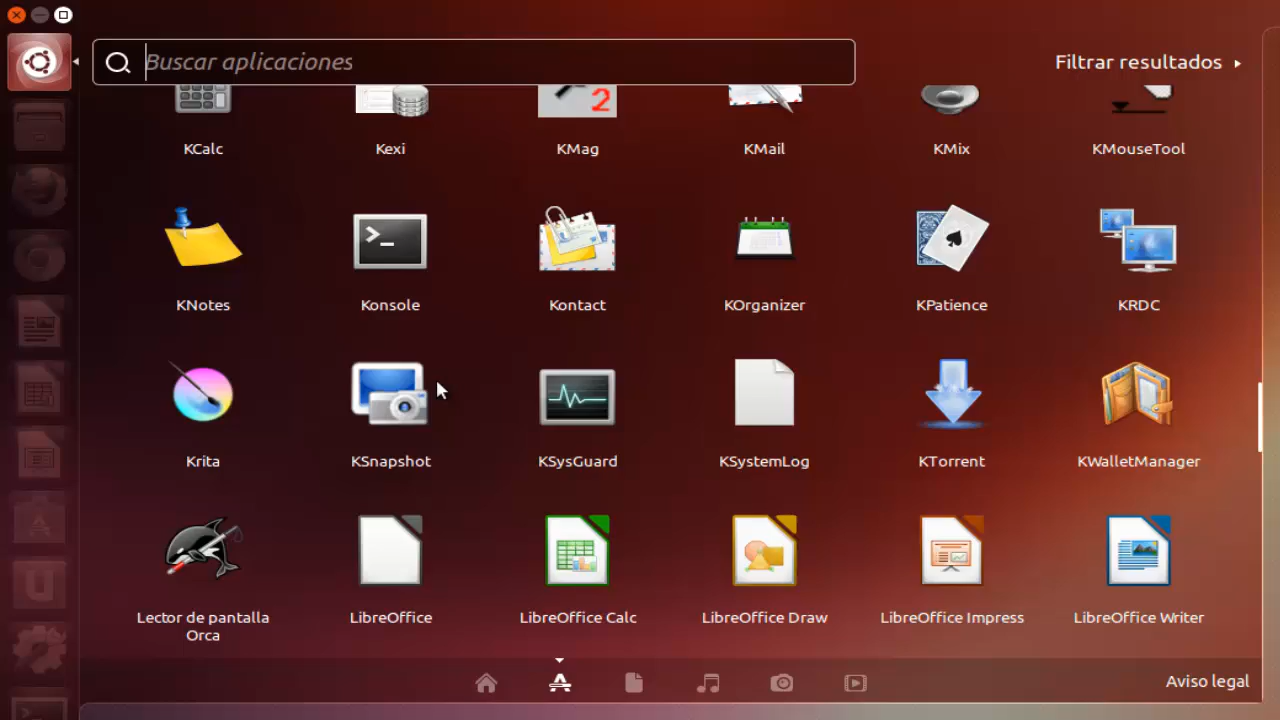 Buscar aplicaciones
Filtrar resultados
KCalc
Kexi
2
KMag
KMail
KMix
KMouseTool
KNotes
>_
Konsole
Kontact
KOrganizer
KPatience
KRDC
Krita
KSnapshot
KSysGuard
KSystemLog
KTorrent
KWalletManager
Lector de pantalla
Orca
LibreOffice
LibreOffice Calc
LibreOffice Draw
LibreOffice Impress
LibreOffice Writer
Aviso legal